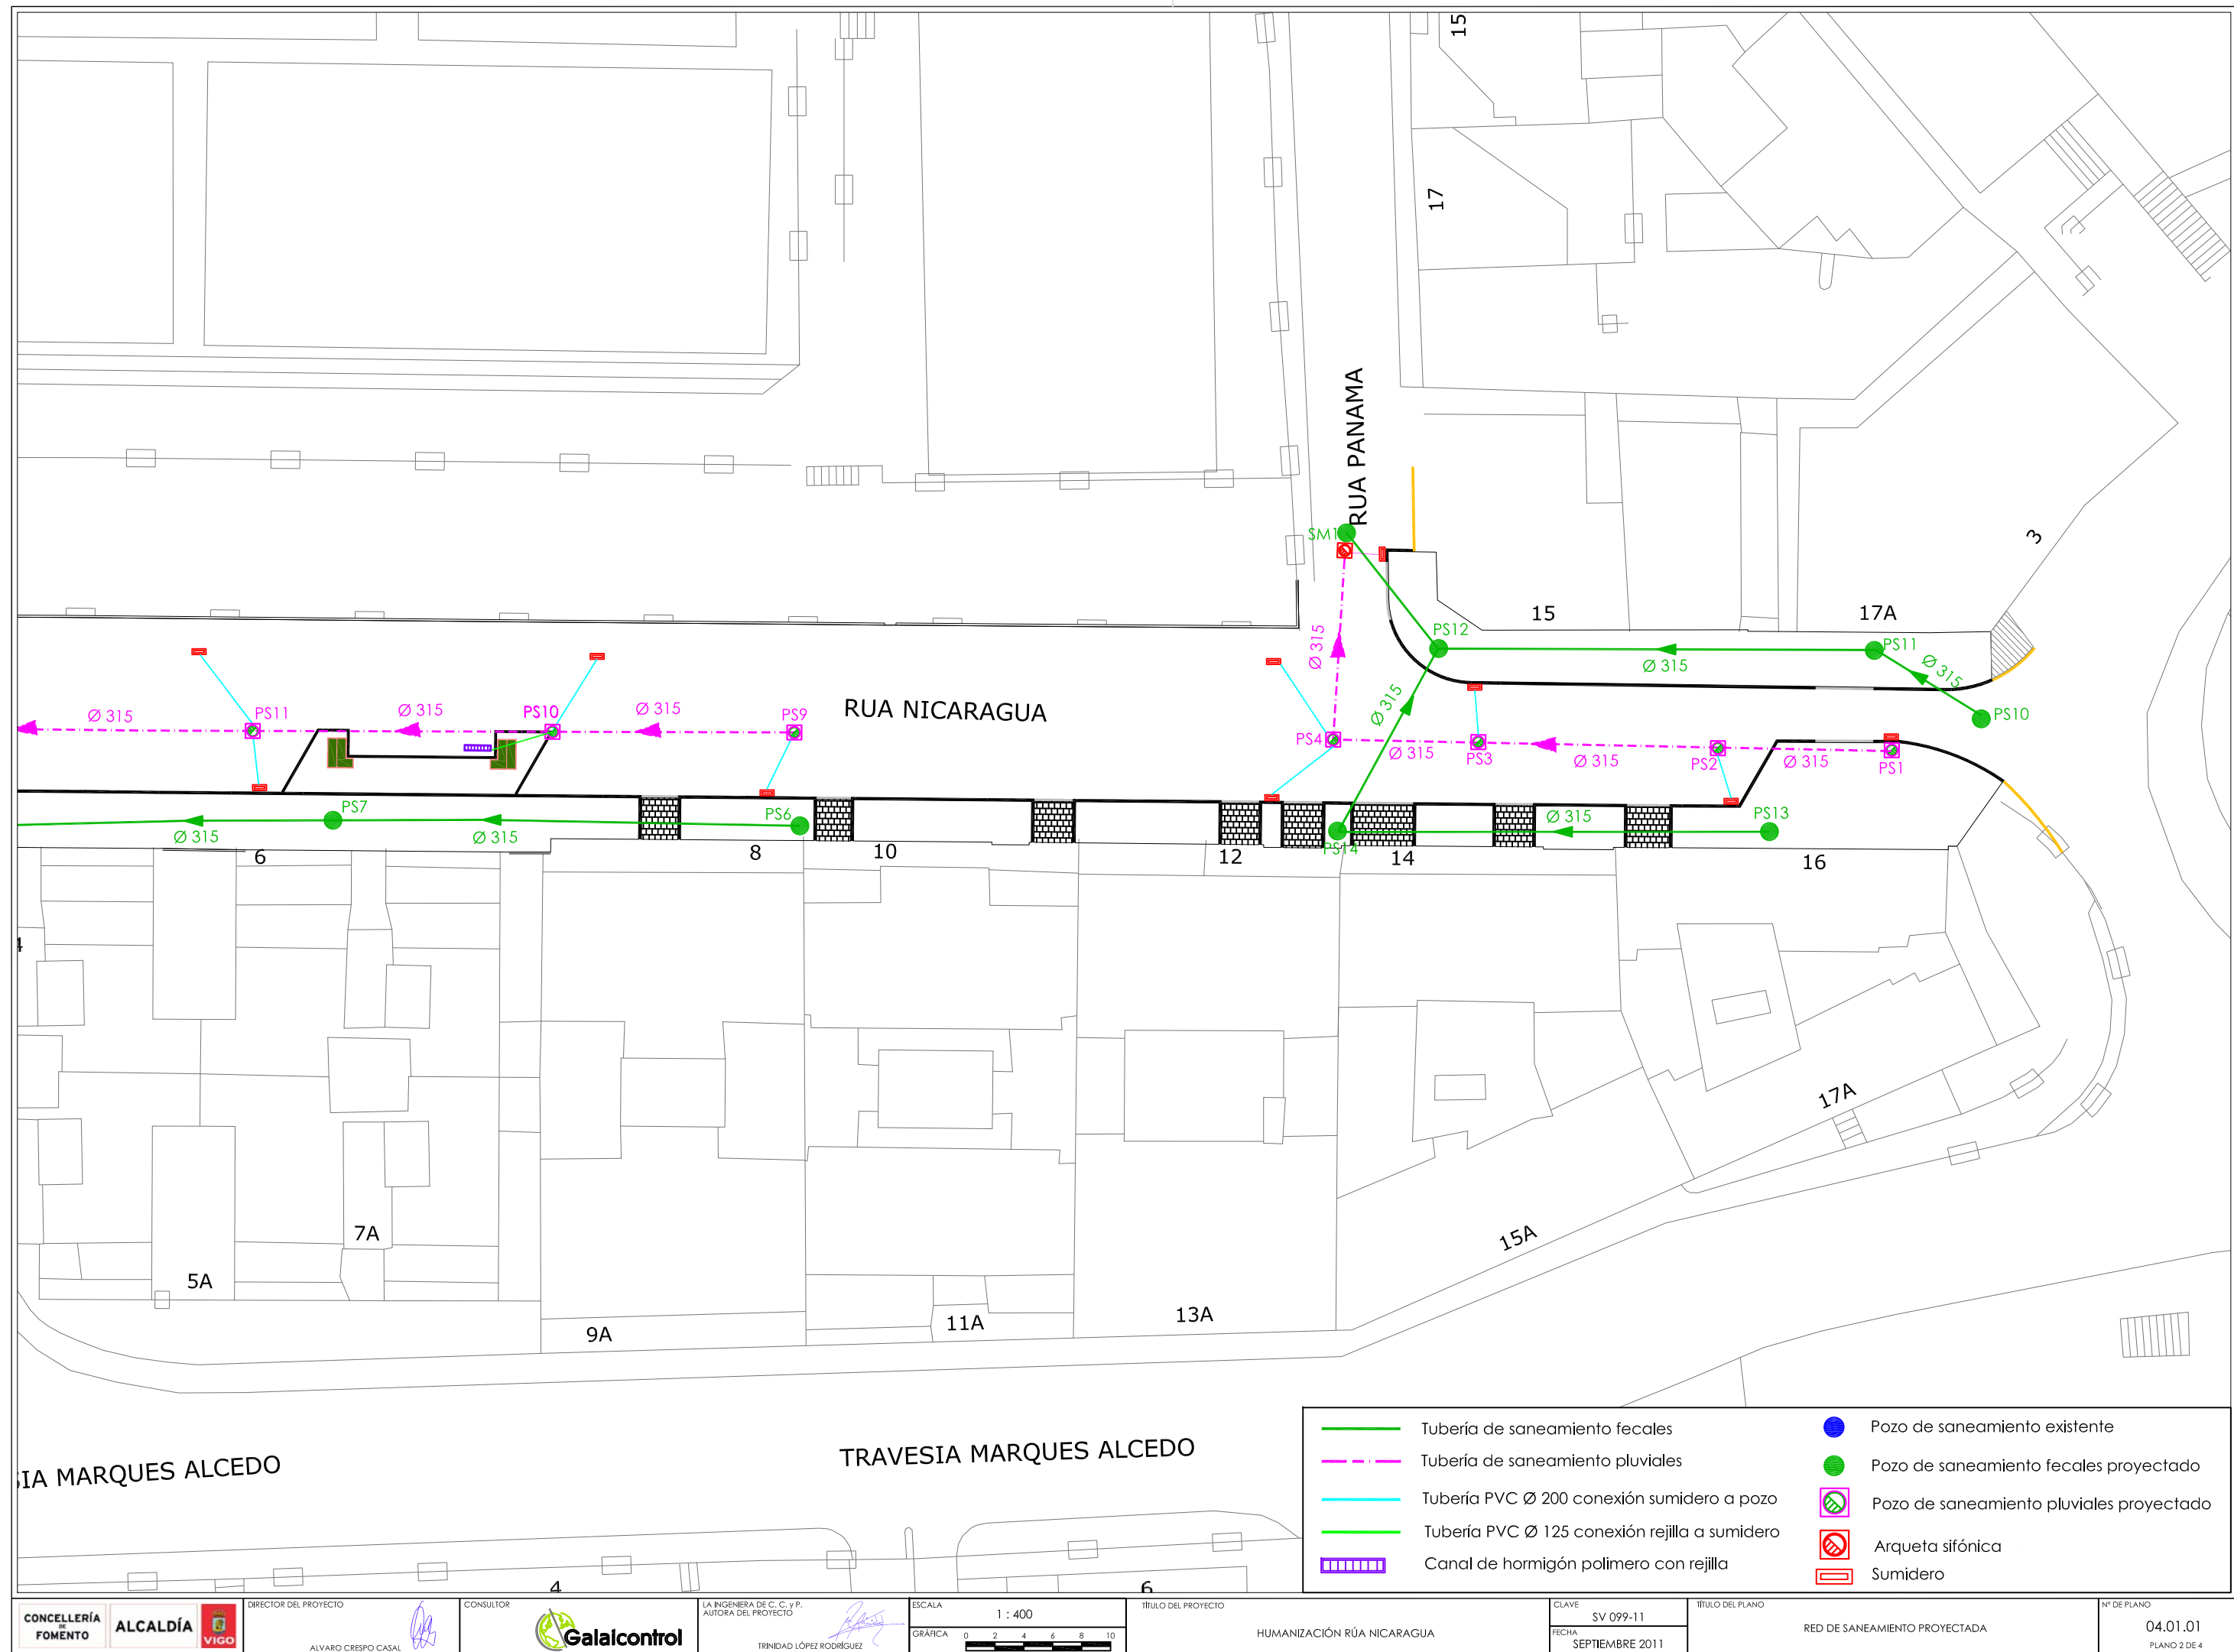 15
17
RUA PANAMA
3
SM1
15
17A
PS12
PS11
Ø 315
Ø 315
Ø 315
PS10
Ø 315
PS11
Ø 315
PS10
Ø 315
PS9
RUA NICARAGUA
Ø 315
PS4
Ø 315
PS3
Ø 315
PS2
Ø 315
PS1
PS7
Ø 315
Ø 315
PS6
Ø 315
PS13
PS14
6
8
10
12
14
16
4
17A
7A
5A
15A
9A
11A
13A
SIA MARQUES ALCEDO
TRAVESIA MARQUES ALCEDO
4
6
Tubería de saneamiento fecales
Tubería de saneamiento pluviales
Tubería PVC Ø 200 conexión sumidero a pozo
Tubería PVC Ø 125 conexión rejilla a sumidero
Canal de hormigón polimero con rejilla
Pozo de saneamiento existente
Pozo de saneamiento fecales proyectado
Pozo de saneamiento pluviales proyectado
Arqueta sifónica
Sumidero
CONCELLERÍA
DE
FOMENTO
ALCALDÍA
VIGO
DIRECTOR DEL PROYECTO
ALVARO CRESPO CASAL
CONSULTOR
Galaicontrol
LA INGENIERA DE C. C. y P.
AUTORA DEL PROYECTO
TRINIDAD LÓPEZ RODRÍGUEZ
ESCALA
1 : 400
GRÁFICA
0 2 4 6 8 10
TÍTULO DEL PROYECTO
HUMANIZACIÓN RÚA NICARAGUA
CLAVE
SV 099-11
FECHA
SEPTIEMBRE 2011
TÍTULO DEL PLANO
RED DE SANEAMIENTO PROYECTADA
Nº DE PLANO
04.01.01
PLANO 2 DE 4